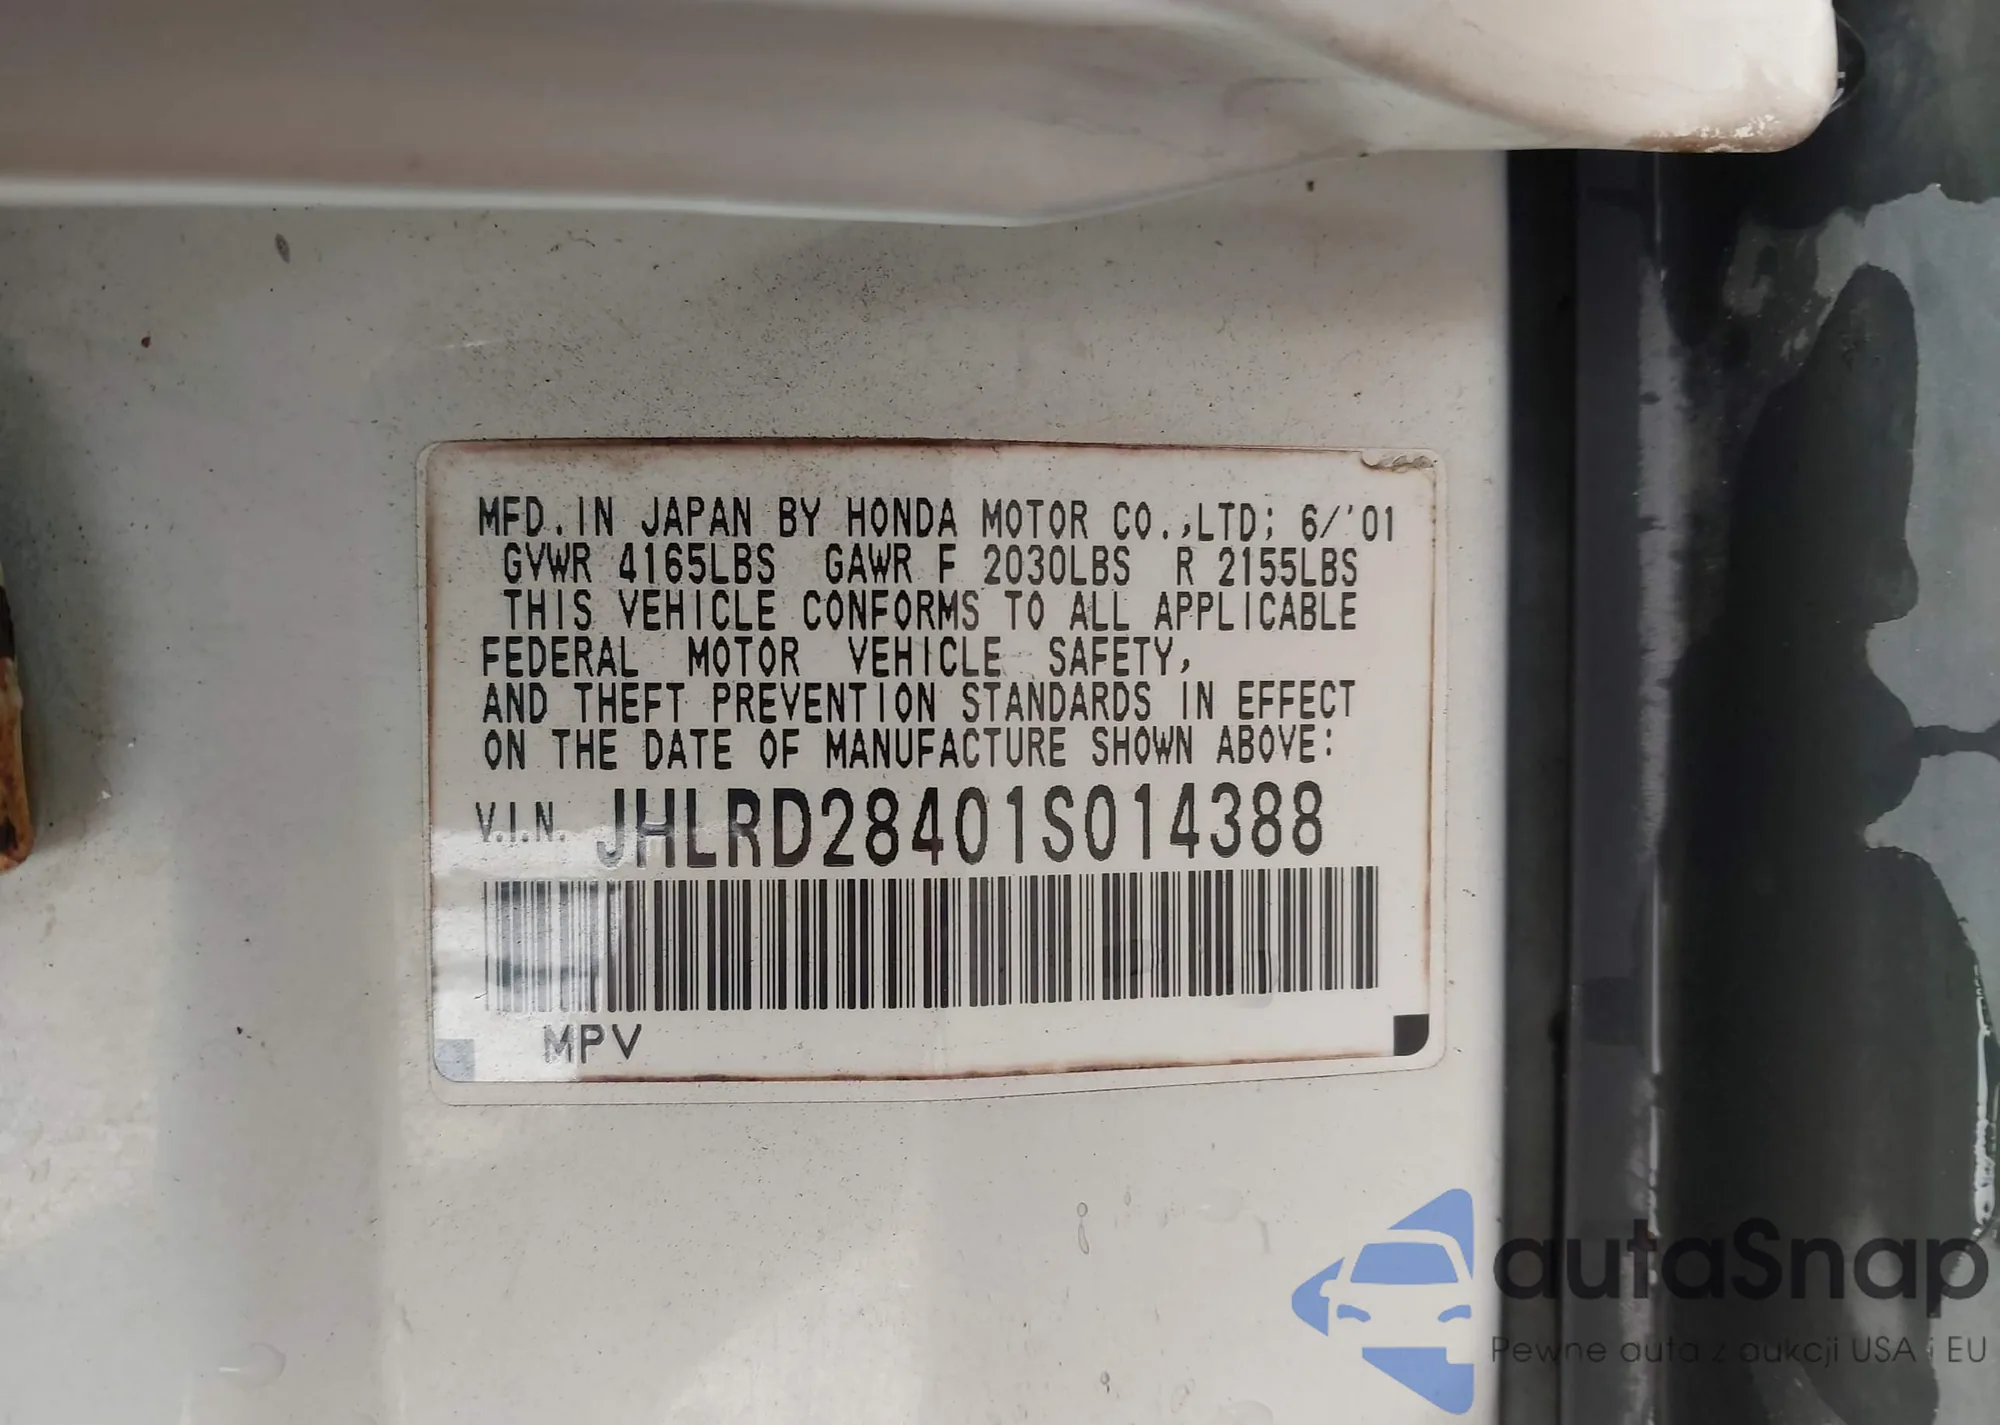 MFD.IN JAPAN BY HONDA MOTOR CO.,LTD; 6/'01
GVWR 4165LBS GAWR F 2030LBS R 2155LBS
THIS VEHICLE CONFORMS TO ALL APPLICABLE
FEDERAL MOTOR VEHICLE SAFETY,
AND THEFT PREVENTION STANDARDS IN EFFECT
ON THE DATE OF MANUFACTURE SHOWN ABOVE:
V.I.N. JHLRD28401S014388
MPV
autaSnap
Pewne auta z aukcji USA i EU